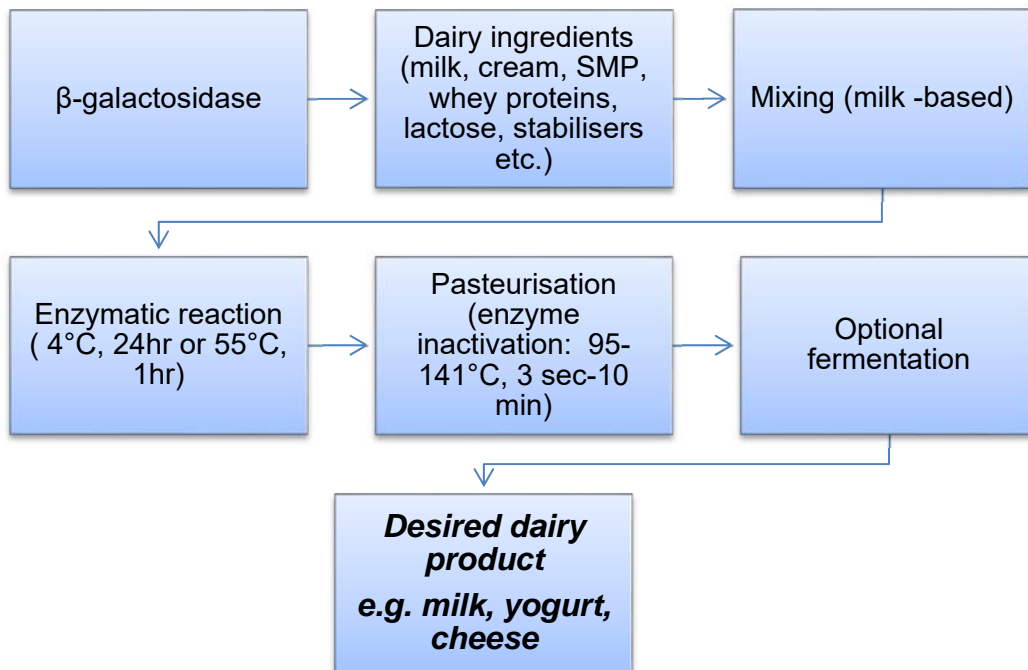 β-galactosidase
Dairy ingredients
(milk, cream, SMP,
whey proteins,
lactose, stabilisers
etc.)
Mixing (milk -based)
Enzymatic reaction
( 4°C, 24hr or 55°C,
1hr)
Pasteurisation
(enzyme
inactivation:  95-
141°C, 3 sec-10
min)
Optional
fermentation
Desired dairy
product
e.g. milk, yogurt,
cheese